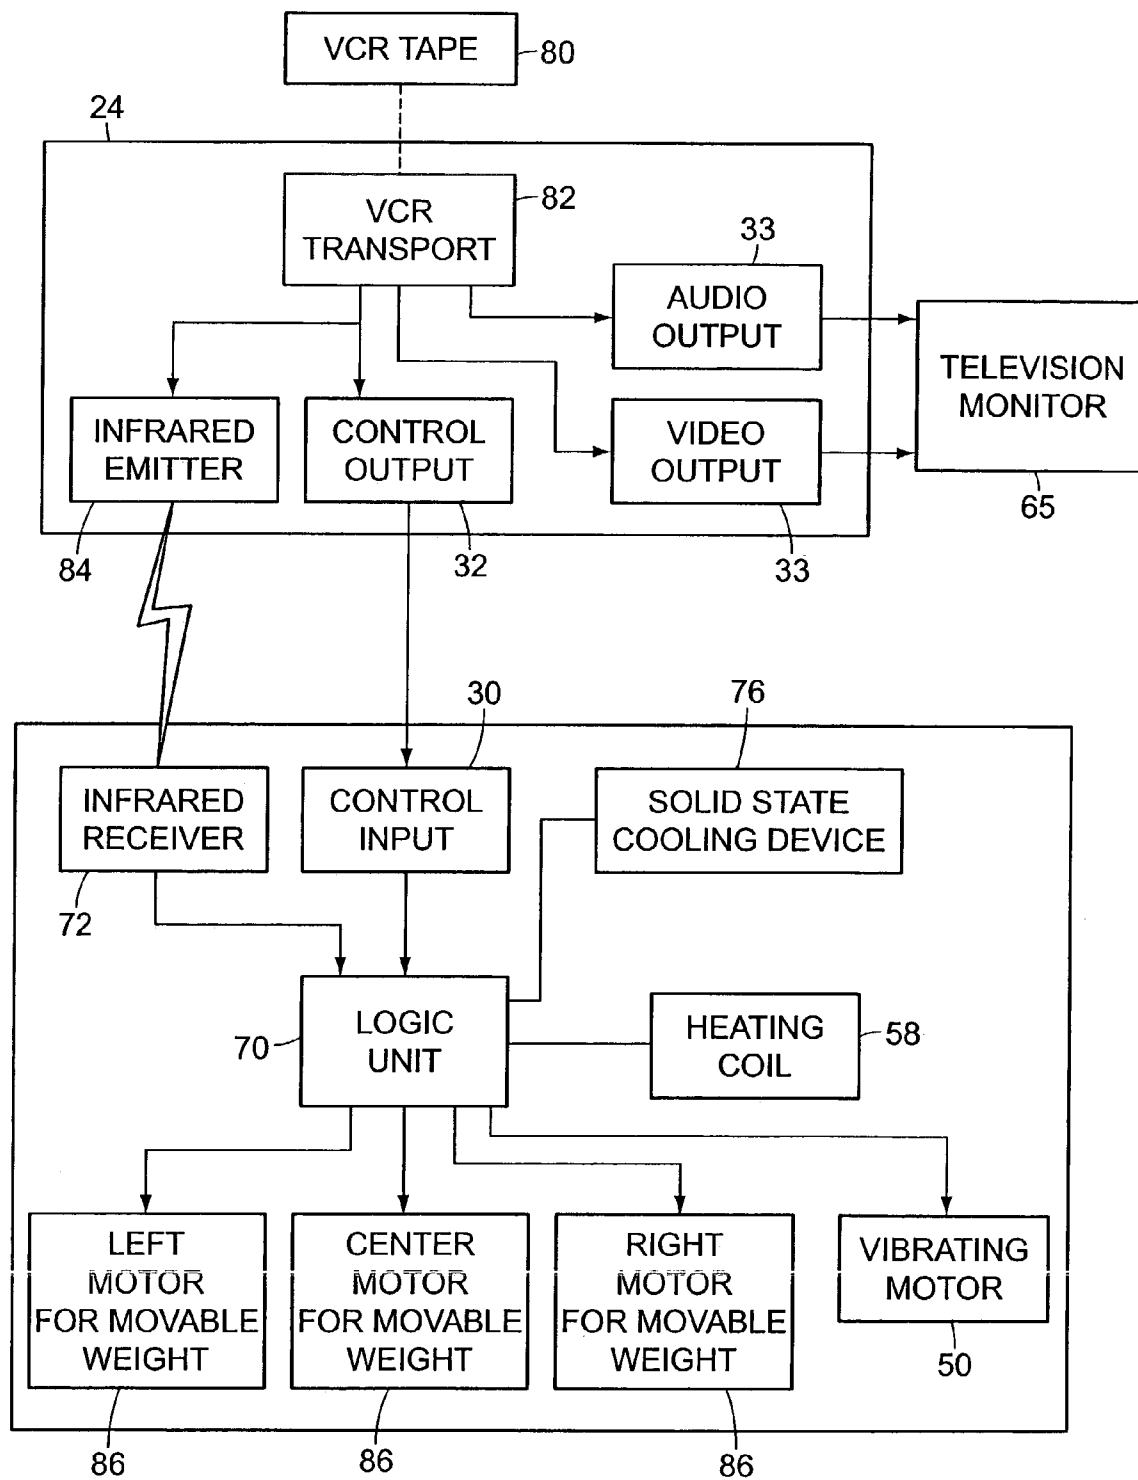 VCR TAPE
80
24
VCR
TRANSPORT
82
33
AUDIO
OUTPUT
TELEVISION
MONITOR
65
INFRARED
EMITTER
84
CONTROL
OUTPUT
32
VIDEO
OUTPUT
33
30
76
INFRARED
RECEIVER
72
CONTROL
INPUT
SOLID STATE
COOLING DEVICE
LOGIC
UNIT
70
HEATING
COIL
58
LEFT
MOTOR
FOR MOVABLE
WEIGHT
86
CENTER
MOTOR
FOR MOVABLE
WEIGHT
86
RIGHT
MOTOR
FOR MOVABLE
WEIGHT
86
VIBRATING
MOTOR
50